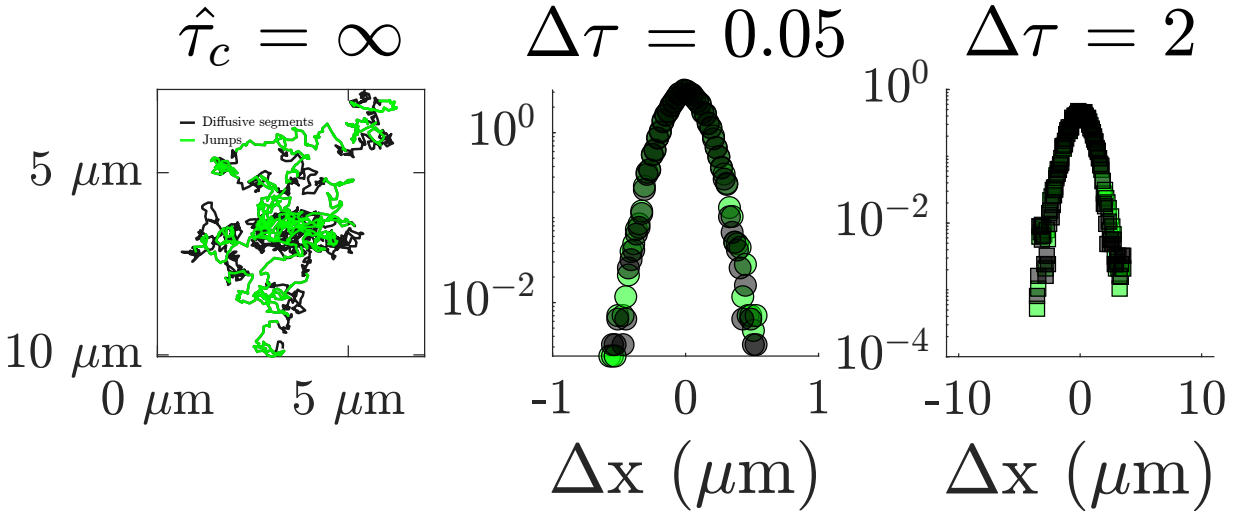 τ̂_c = ∞
Diffusive segments
Jumps
5 μm
10 μm
0 μm
5 μm
Δτ = 0.05
10^0
10^-2
-1
0
1
Δx (μm)
Δτ = 2
10^0
10^-2
10^-4
-10
0
10
Δx (μm)